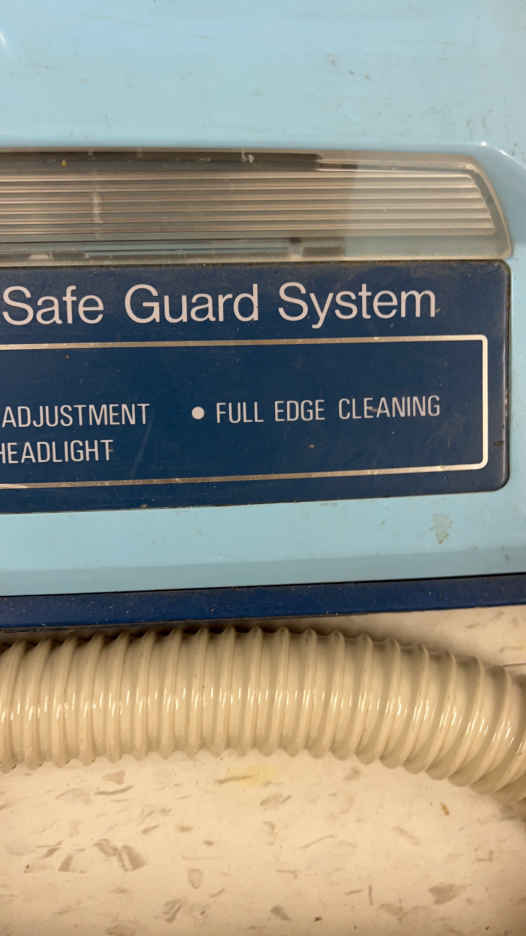 Safe Guard System
ADJUSTMENT ● FULL EDGE CLEANING
HEADLIGHT